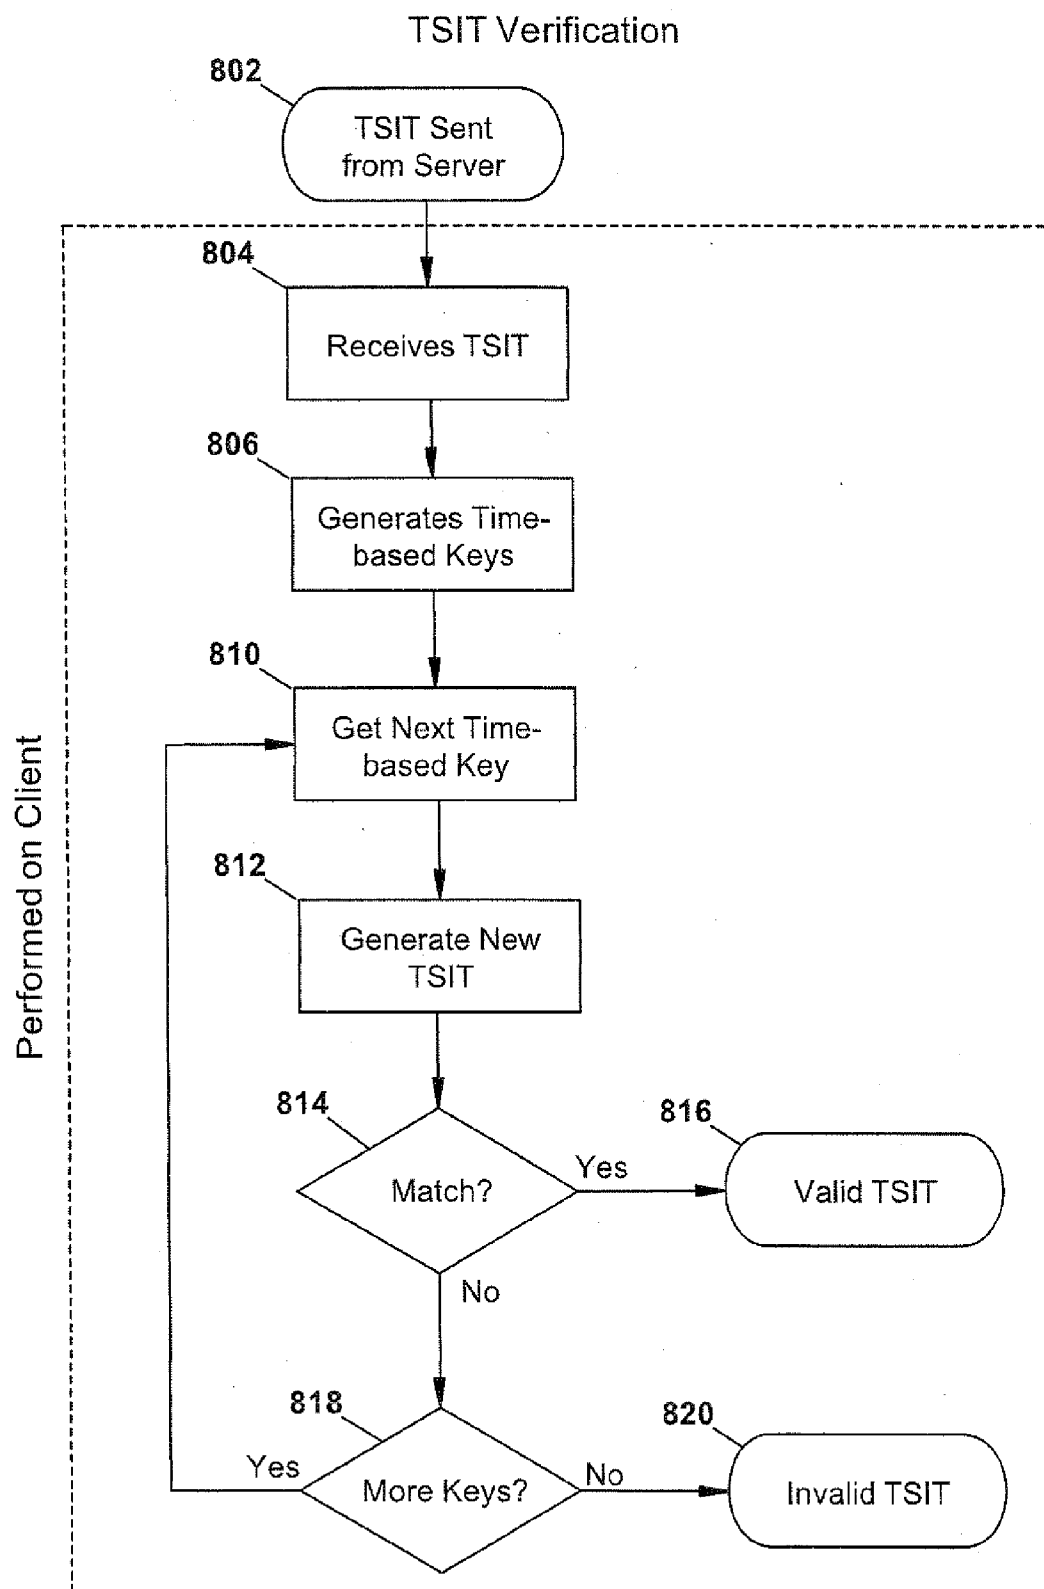 TSIT Verification
802
TSIT Sent
from Server
804
Receives TSIT
806
Generates Time-
based Keys
810
Get Next Time-
based Key
812
Generate New
TSIT
Performed on Client
814
Match?
Yes
816
Valid TSIT
No
818
More Keys?
Yes
No
820
Invalid TSIT